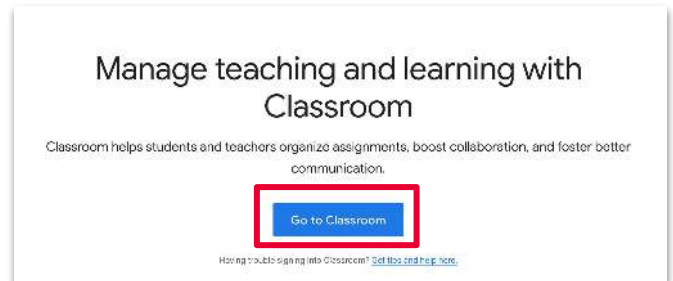 Manage teaching and learning with
Classroom
Classroom helps students and teachers organize assignments, boost collaboration, and foster better
communication.
Go to Classroom
Having trouble signing into Classroom? Get tips and help here.